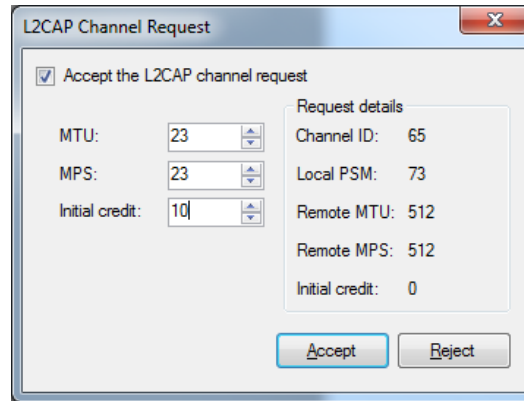 L2CAP Channel Request
x
Accept the L2CAP channel request
MTU: 23
MPS: 23
Initial credit: 10
Request details
Channel ID: 65
Local PSM: 73
Remote MTU: 512
Remote MPS: 512
Initial credit: 0
Accept Reject